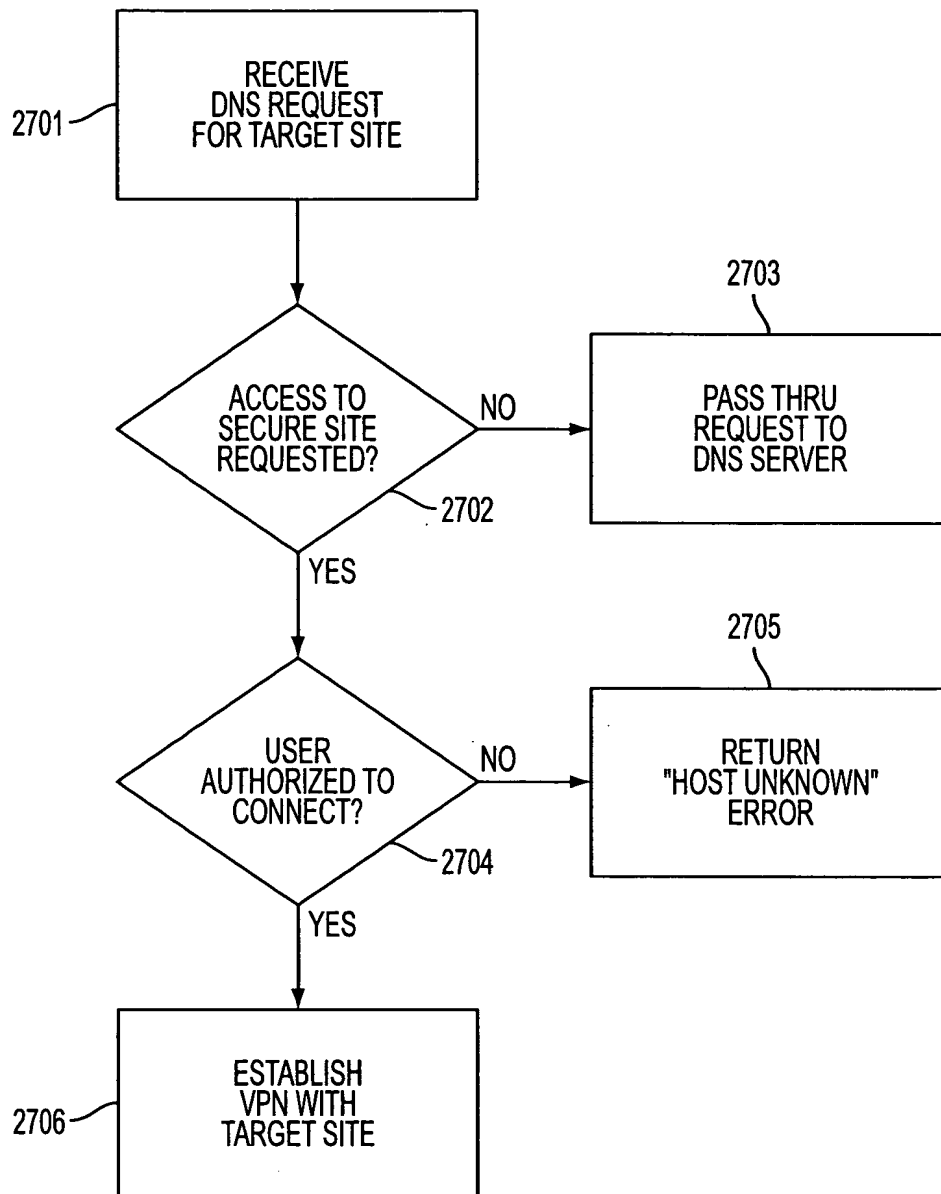 RECEIVE
DNS REQUEST
FOR TARGET SITE
2701
2703
ACCESS TO
SECURE SITE
REQUESTED?
NO
PASS THRU
REQUEST TO
DNS SERVER
2702
YES
2705
USER
AUTHORIZED TO
CONNECT?
NO
RETURN
"HOST UNKNOWN"
ERROR
2704
YES
ESTABLISH
VPN WITH
TARGET SITE
2706